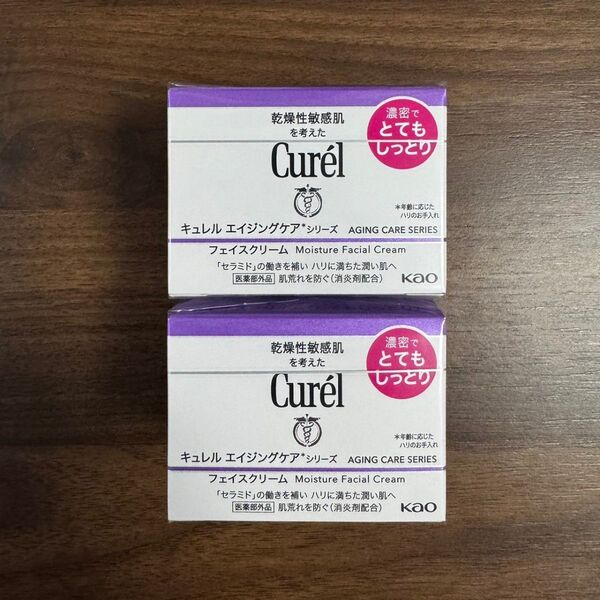 乾燥性敏感肌
を考えた
Curél
濃密で
とても
しっとり
*年齢に応じた
ハリのお手入れ
キュレル エイジングケア*シリーズ AGING CARE SERIES
フェイスクリーム Moisture Facial Cream
「セラミド」の働きを補い ハリに満ちた潤い肌へ
医薬部外品 肌荒れを防ぐ(消炎剤配合)
Kao
乾燥性敏感肌
を考えた
Curél
濃密で
とても
しっとり
*年齢に応じた
ハリのお手入れ
キュレル エイジングケア*シリーズ AGING CARE SERIES
フェイスクリーム Moisture Facial Cream
「セラミド」の働きを補い ハリに満ちた潤い肌へ
医薬部外品 肌荒れを防ぐ(消炎剤配合)
Kao